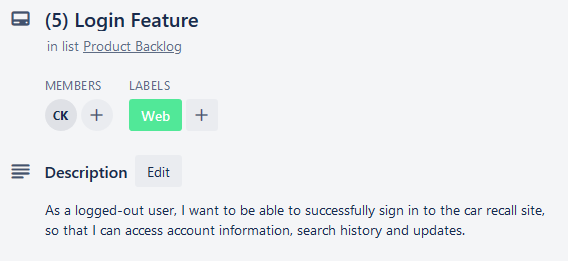 (5) Login Feature
in list Product Backlog
MEMBERS LABELS
CK + Web +
Description Edit
As a logged-out user, I want to be able to successfully sign in to the car recall site,
so that I can access account information, search history and updates.